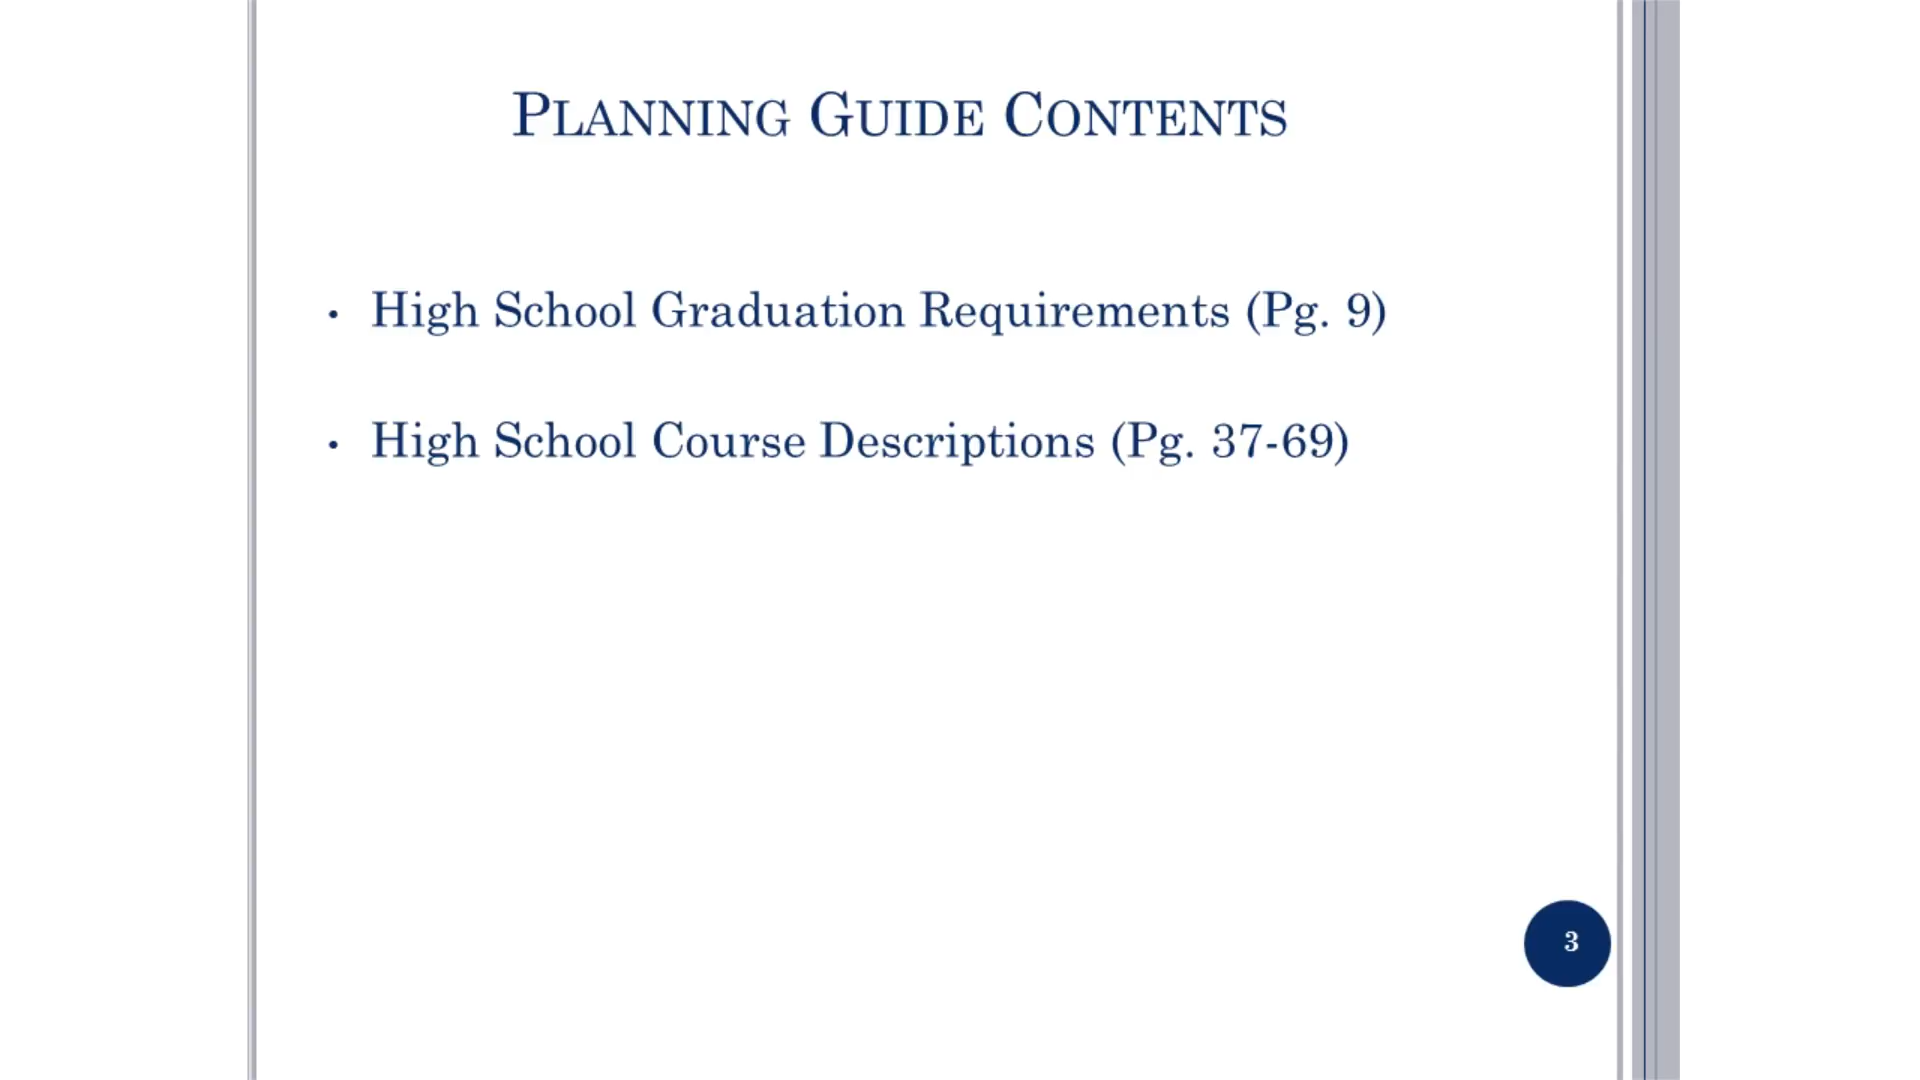 PLANNING GUIDE CONTENTS
• High School Graduation Requirements (Pg. 9)
• High School Course Descriptions (Pg. 37-69)
3